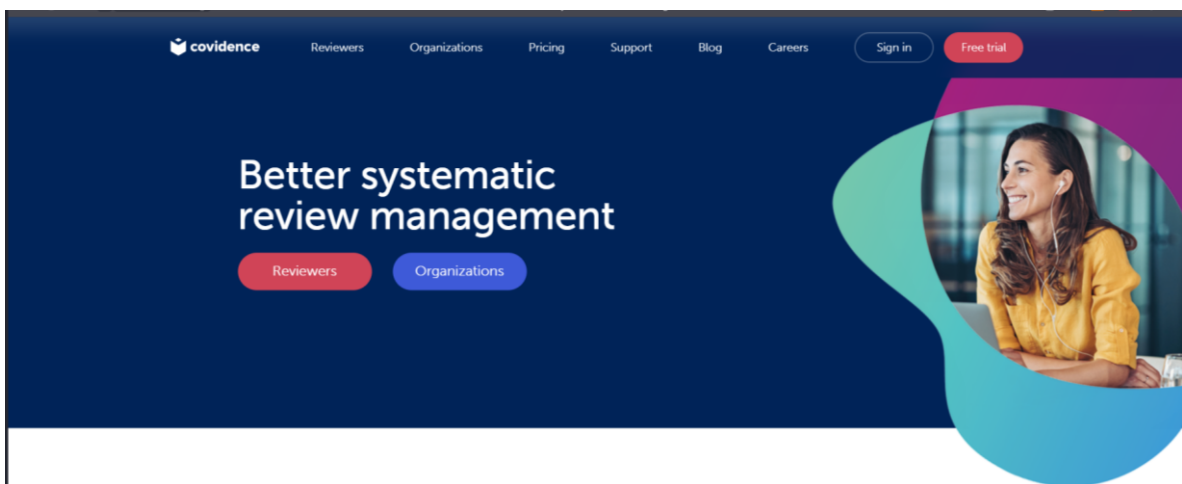 covidence Reviewers Organizations Pricing Support Blog Careers Sign in Free trial
Better systematic
review management
Reviewers Organizations